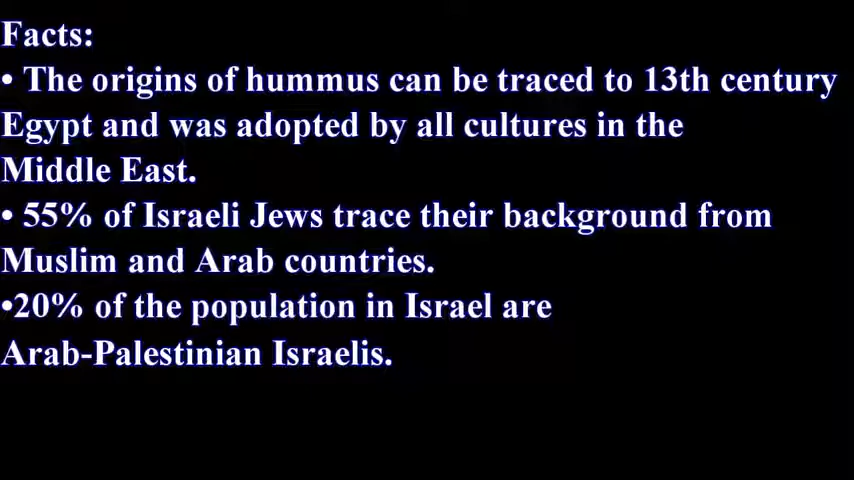 Facts:
• The origins of hummus can be traced to 13th century
Egypt and was adopted by all cultures in the
Middle East.
• 55% of Israeli Jews trace their background from
Muslim and Arab countries.
•20% of the population in Israel are
Arab-Palestinian Israelis.